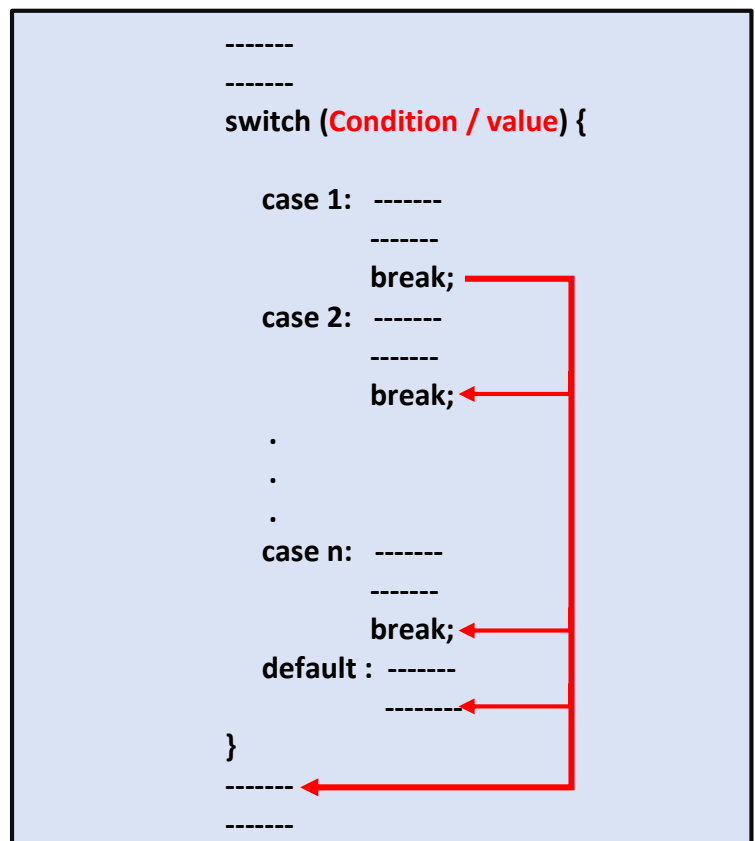 -------
-------
switch (Condition / value) {
case 1: -------
-------
break;
case 2: -------
-------
break;
.
.
.
case n: -------
-------
break;
default : -------
--------
}
-------
-------